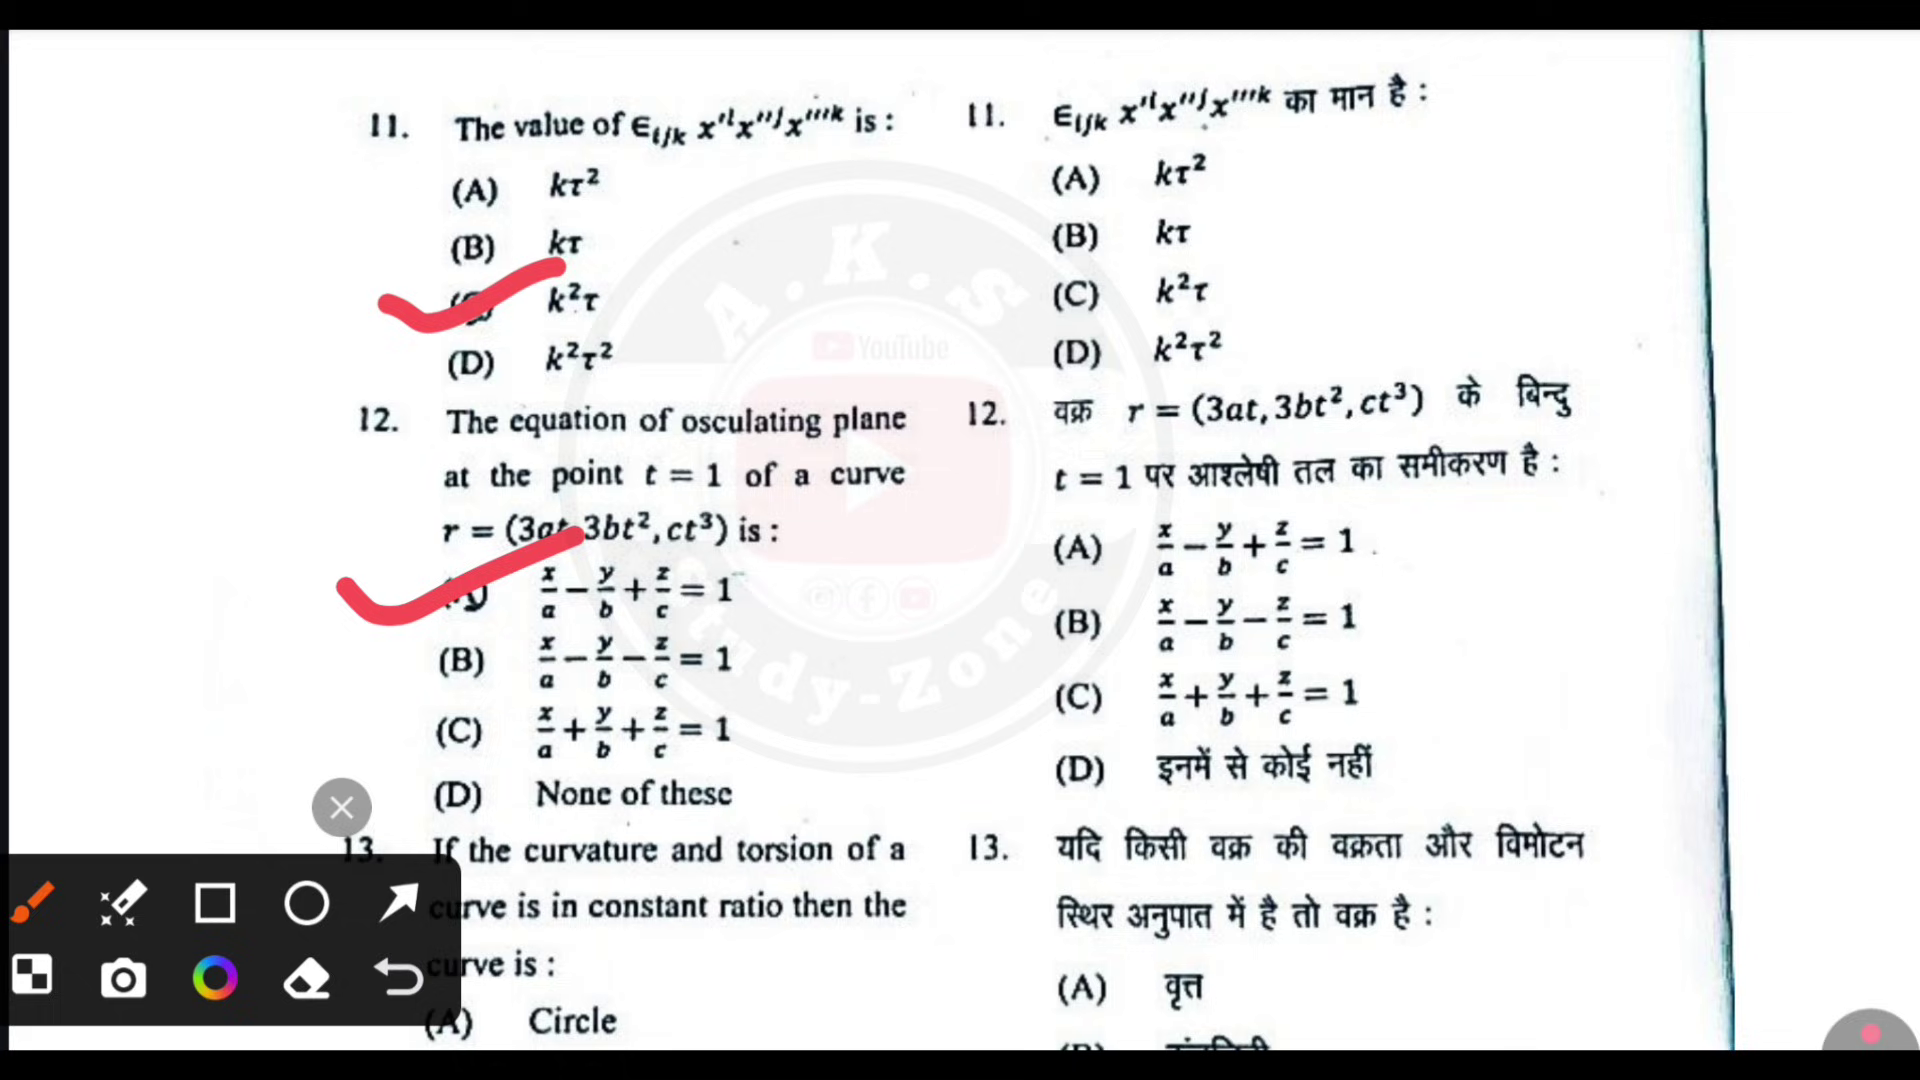 11. The value of ∈ᵢⱼₖ x′ⁱx″ʲx‴ᵏ is :
(A) kτ²
(B) kτ
k²τ
(D) k²τ²
12. The equation of osculating plane
at the point t = 1 of a curve
r = (3at, 3bt², ct³) is :
x/a − y/b + z/c = 1
(B) x/a − y/b − z/c = 1
(C) x/a + y/b + z/c = 1
(D) None of these
13. If the curvature and torsion of a
curve is in constant ratio then the
curve is :
(A) Circle
11. ∈ᵢⱼₖ x′ⁱx″ʲx‴ᵏ का मान है :
(A) kτ²
(B) kτ
(C) k²τ
(D) k²τ²
12. वक्र r = (3at, 3bt², ct³) के बिन्दु
t = 1 पर आश्लेषी तल का समीकरण है :
(A) x/a − y/b + z/c = 1
(B) x/a − y/b − z/c = 1
(C) x/a + y/b + z/c = 1
(D) इनमें से कोई नहीं
13. यदि किसी वक्र की वक्रता और विमोटन
स्थिर अनुपात में है तो वक्र है :
(A) वृत्त
A.K.S
YouTube
Study-Zone